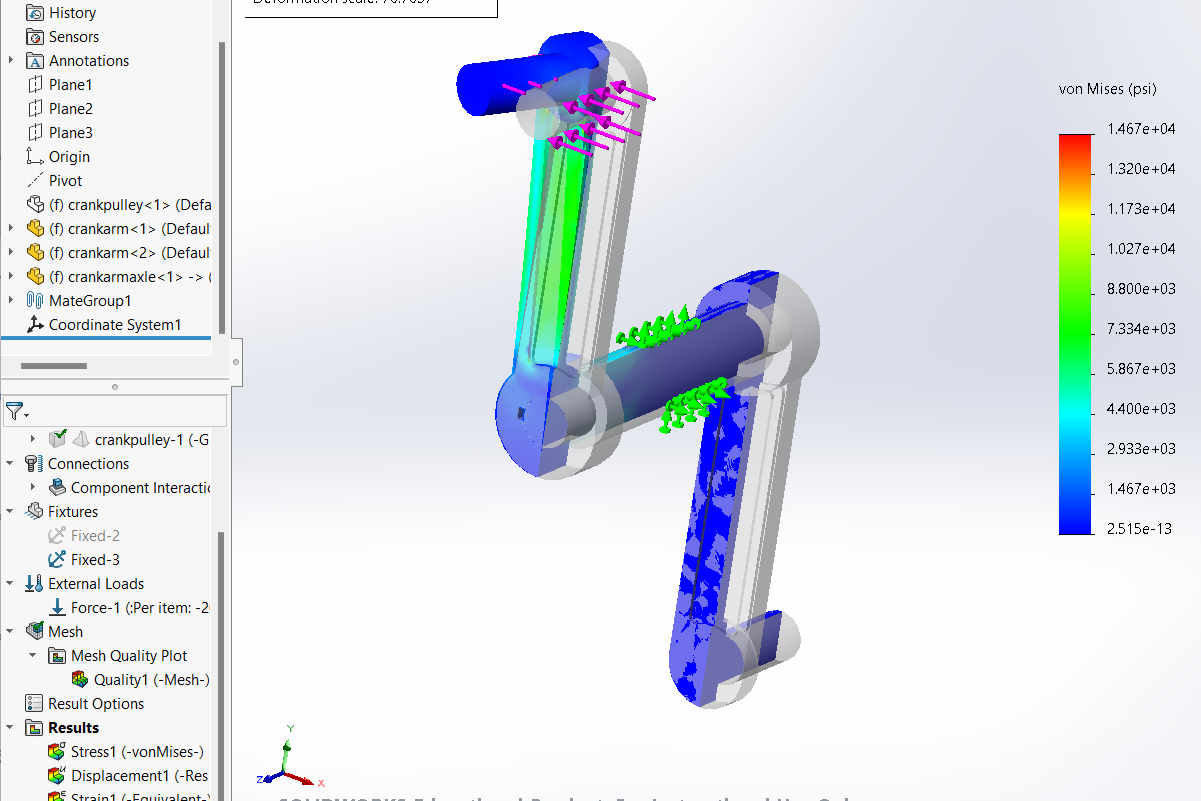 History
Sensors
Annotations
Plane1
Plane2
Plane3
Origin
Pivot
(f) crankpulley<1> (Defa
(f) crankarm<1> (Defaul
(f) crankarm<2> (Defaul
(f) crankarmaxle<1> -> (
MateGroup1
Coordinate System1
crankpulley-1 (-G
Connections
Component Interactic
Fixtures
Fixed-2
Fixed-3
External Loads
Force-1 (:Per item: -2
Mesh
Mesh Quality Plot
Quality1 (-Mesh-)
Result Options
Results
Stress1 (-vonMises-)
Displacement1 (-Res
Strain1 (-Equivalent-)
Deformation scale: 76.7057
von Mises (psi)
1.467e+04
1.320e+04
1.173e+04
1.027e+04
8.800e+03
7.334e+03
5.867e+03
4.400e+03
2.933e+03
1.467e+03
2.515e-13
Y
Z
X
SOLIDWORKS Educational Product. For Instructional Use Only.